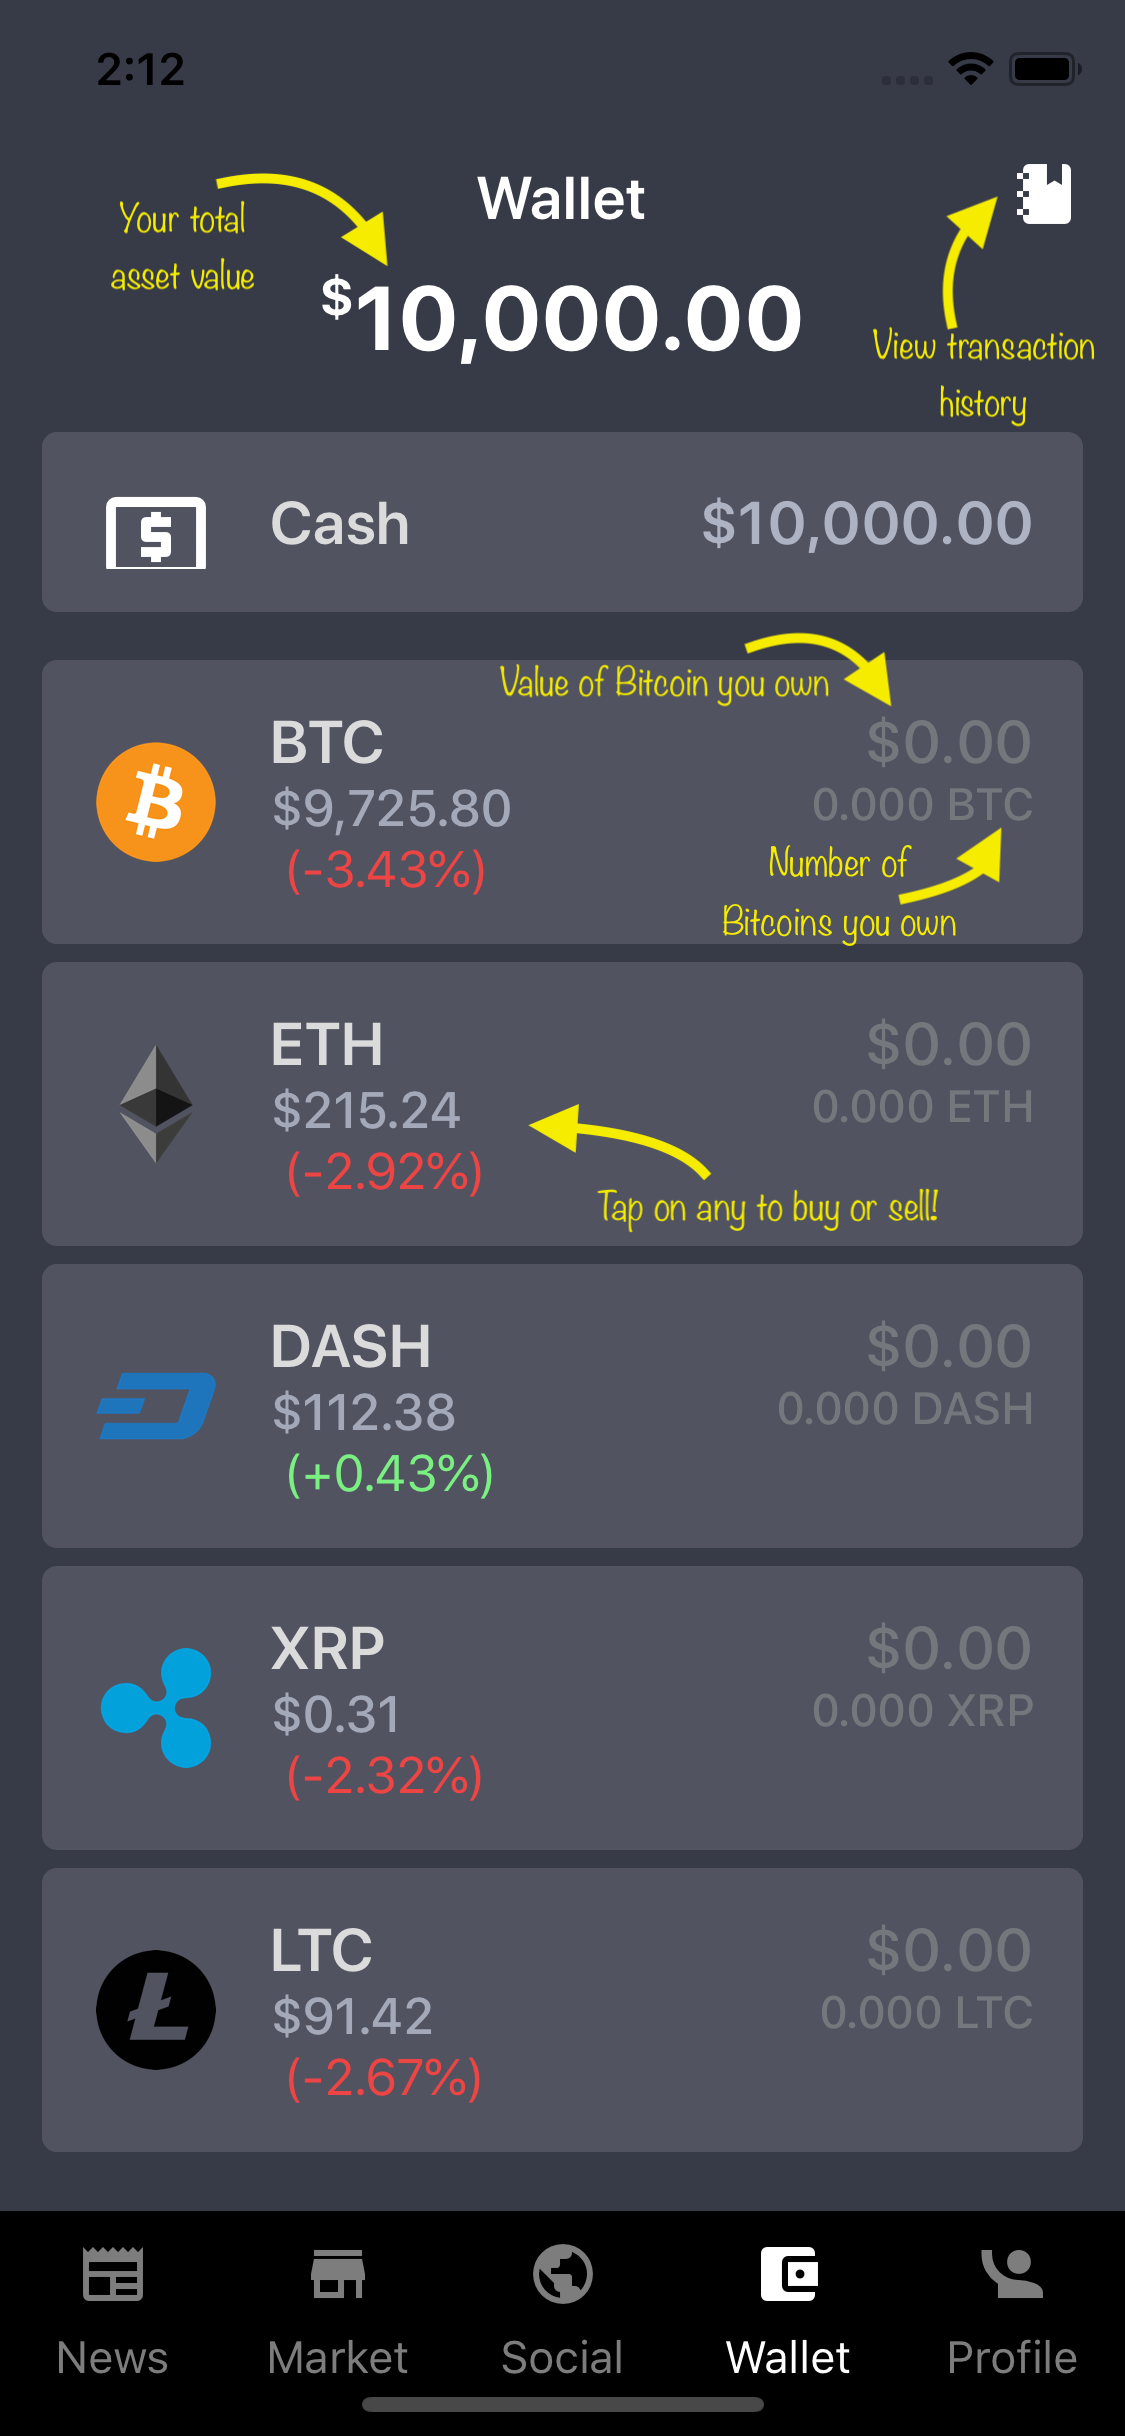 2:12
Wallet
Your total
asset value
$10,000.00
View transaction
history
Cash $10,000.00
Value of Bitcoin you own
BTC $0.00
$9,725.80 0.000 BTC
(-3.43%)
Number of
Bitcoins you own
ETH $0.00
$215.24 0.000 ETH
(-2.92%)
Tap on any to buy or sell!
DASH $0.00
$112.38 0.000 DASH
(+0.43%)
XRP $0.00
$0.31 0.000 XRP
(-2.32%)
LTC $0.00
$91.42 0.000 LTC
(-2.67%)
News Market Social Wallet Profile